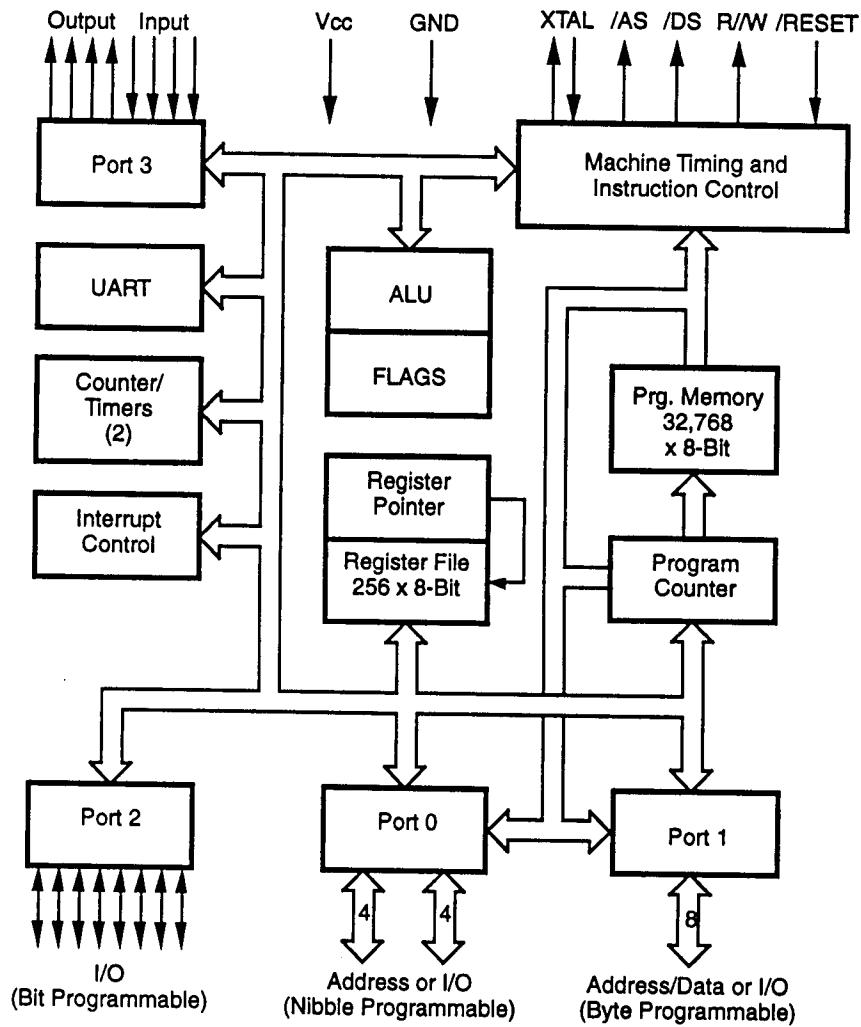 Output Input Vcc GND XTAL /AS /DS R//W /RESET
Port 3
Machine Timing and
Instruction Control
UART
ALU
FLAGS
Counter/
Timers
(2)
Prg. Memory
32,768
x 8-Bit
Register
Pointer
Interrupt
Control
Register File
256 x 8-Bit
Program
Counter
Port 2
Port 0
Port 1
4 4 8
I/O
(Bit Programmable)
Address or I/O
(Nibble Programmable)
Address/Data or I/O
(Byte Programmable)